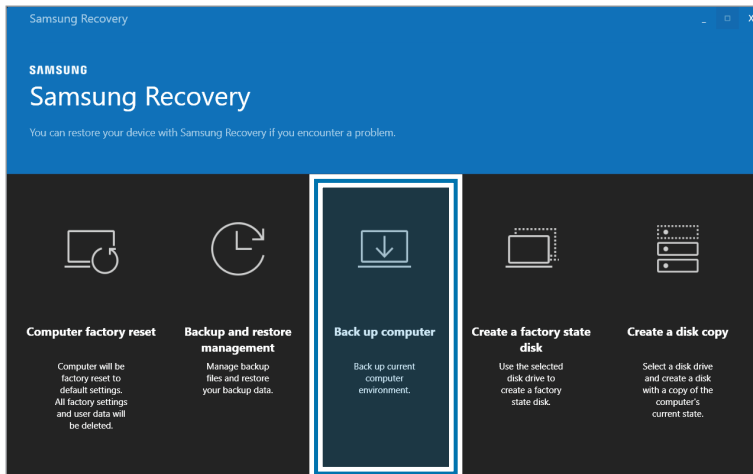 Samsung Recovery
SAMSUNG
Samsung Recovery
You can restore your device with Samsung Recovery if you encounter a problem.
Computer factory reset
Computer will be
factory reset to
default settings.
All factory settings
and user data will
be deleted.
Backup and restore
management
Manage backup
files and restore
your backup data.
Back up computer
Back up current
computer
environment.
Create a factory state
disk
Use the selected
disk drive to
create a factory
state disk.
Create a disk copy
Select a disk drive
and create a disk
with a copy of the
computer's
current state.